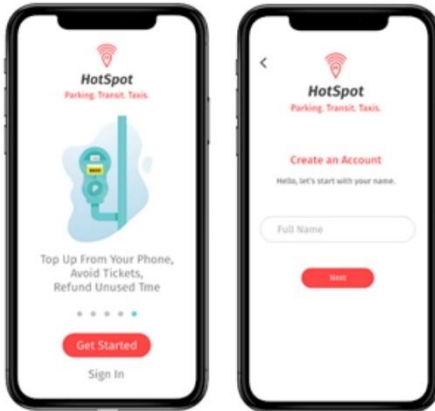 HotSpot
Parking. Transit. Taxis.
Top Up From Your Phone,
Avoid Tickets,
Refund Unused Tme
Get Started
Sign In
HotSpot
Parking. Transit. Taxis.
Create an Account
Hello, let's start with your name.
Full Name
Next